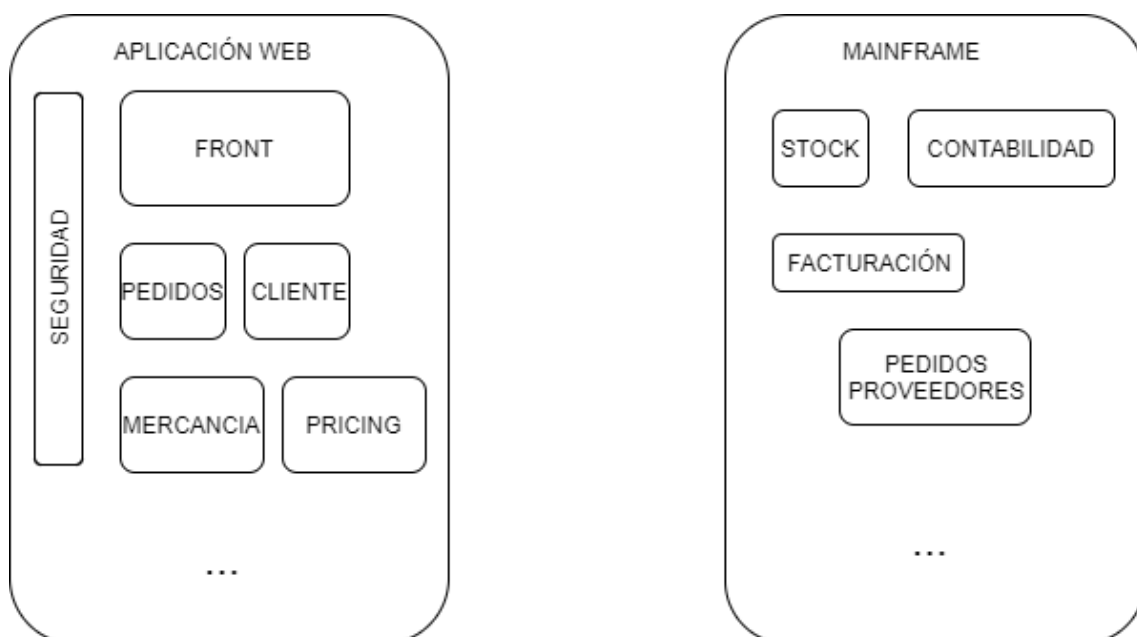 APLICACIÓN WEB
SEGURIDAD
FRONT
PEDIDOS
CLIENTE
MERCANCIA
PRICING
...
MAINFRAME
STOCK
CONTABILIDAD
FACTURACIÓN
PEDIDOS
PROVEEDORES
...